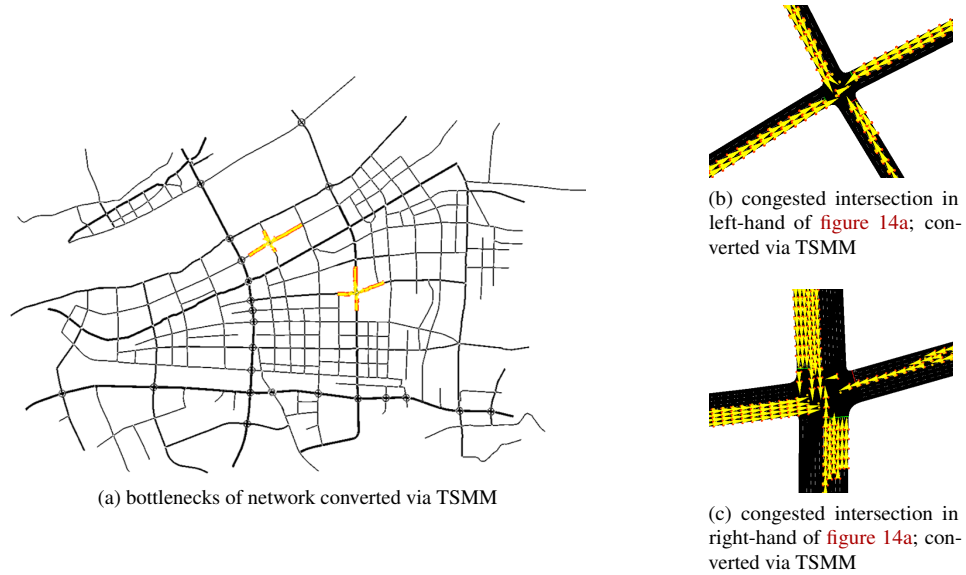 (a) bottlenecks of network converted via TSMM
(b) congested intersection in
left-hand of figure 14a; con-
verted via TSMM
(c) congested intersection in
right-hand of figure 14a; con-
verted via TSMM